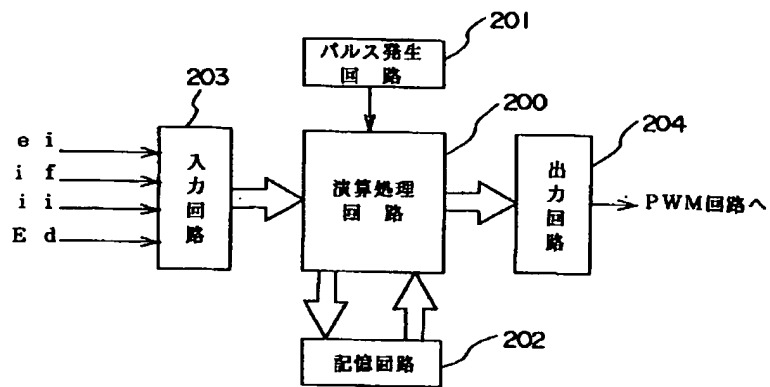 201
パルス発生
回 路
203
200
204
e i
i f
i i
E d
入力回路
演算処理
回 路
出力回路
PWM回路へ
記憶回路
202